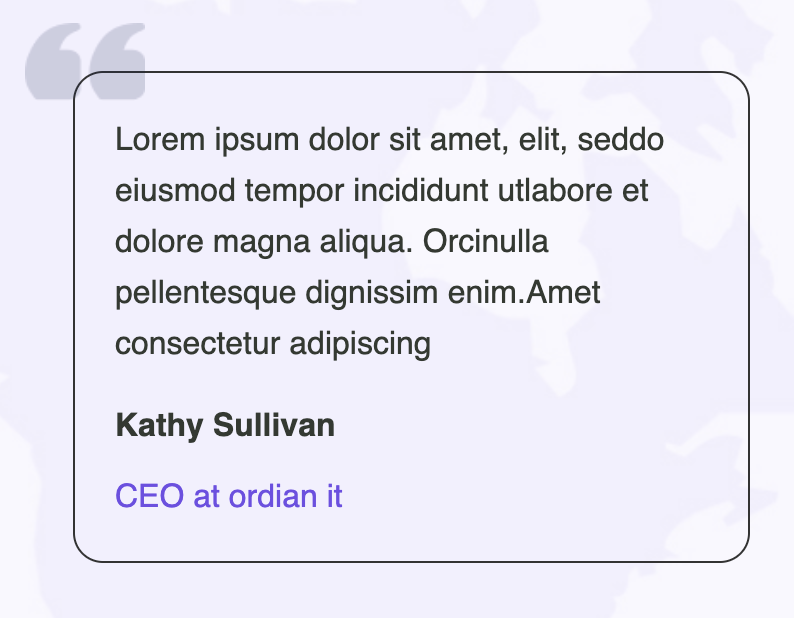 Lorem ipsum dolor sit amet, elit, seddo
eiusmod tempor incididunt utlabore et
dolore magna aliqua. Orcinulla
pellentesque dignissim enim.Amet
consectetur adipiscing
Kathy Sullivan
CEO at ordian it